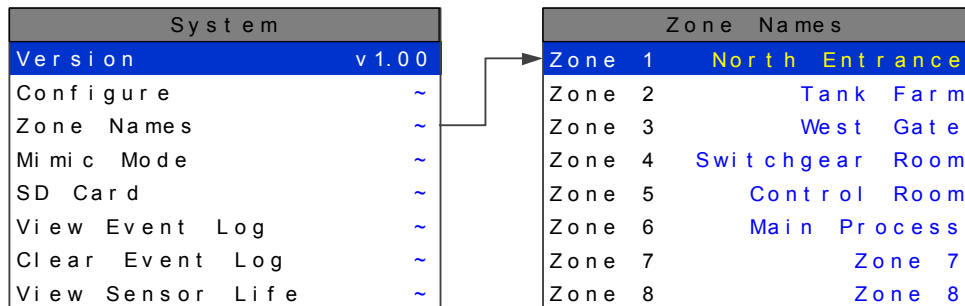 System
Version v1.00
Configure ~
Zone Names ~
Mimic Mode ~
SD Card ~
View Event Log ~
Clear Event Log ~
View Sensor Life ~
Zone Names
Zone 1 North Entrance
Zone 2 Tank Farm
Zone 3 West Gate
Zone 4 Switchgear Room
Zone 5 Control Room
Zone 6 Main Process
Zone 7 Zone 7
Zone 8 Zone 8